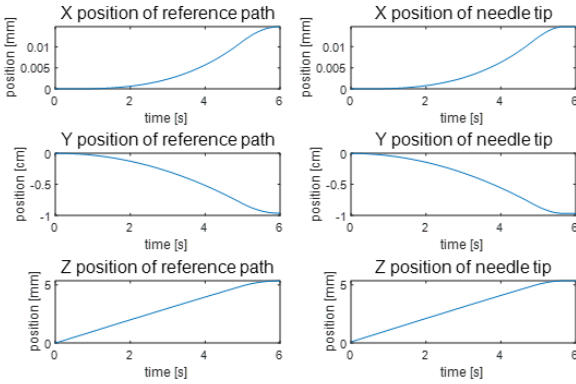 X position of reference path
position [mm]
0.01
0.005
0
0 2 4 6
time [s]
X position of needle tip
position [mm]
0.01
0.005
0
0 2 4 6
time [s]
Y position of reference path
position [cm]
0
-0.5
-1
0 2 4 6
time [s]
Y position of needle tip
position [cm]
0
-0.5
-1
0 2 4 6
time [s]
Z position of reference path
position [mm]
5
0
0 2 4 6
time [s]
Z position of needle tip
position [mm]
5
0
0 2 4 6
time [s]